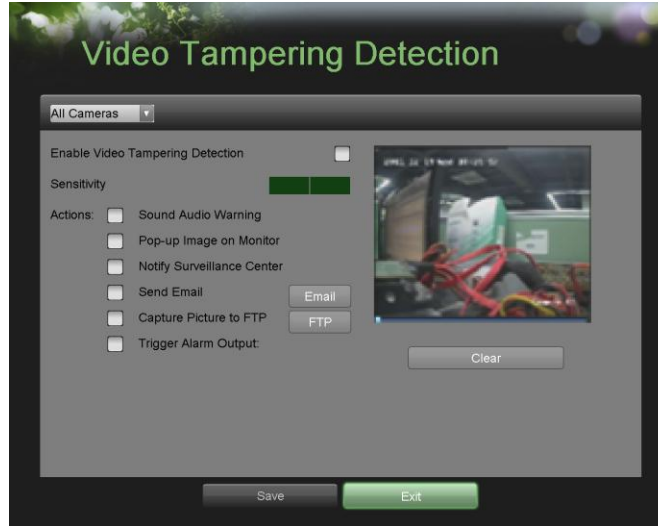 Video Tampering Detection
All Cameras
Enable Video Tampering Detection
Sensitivity
Actions:
Sound Audio Warning
Pop-up Image on Monitor
Notify Surveillance Center
Send Email
Email
Capture Picture to FTP
FTP
Trigger Alarm Output:
Clear
Save
Exit